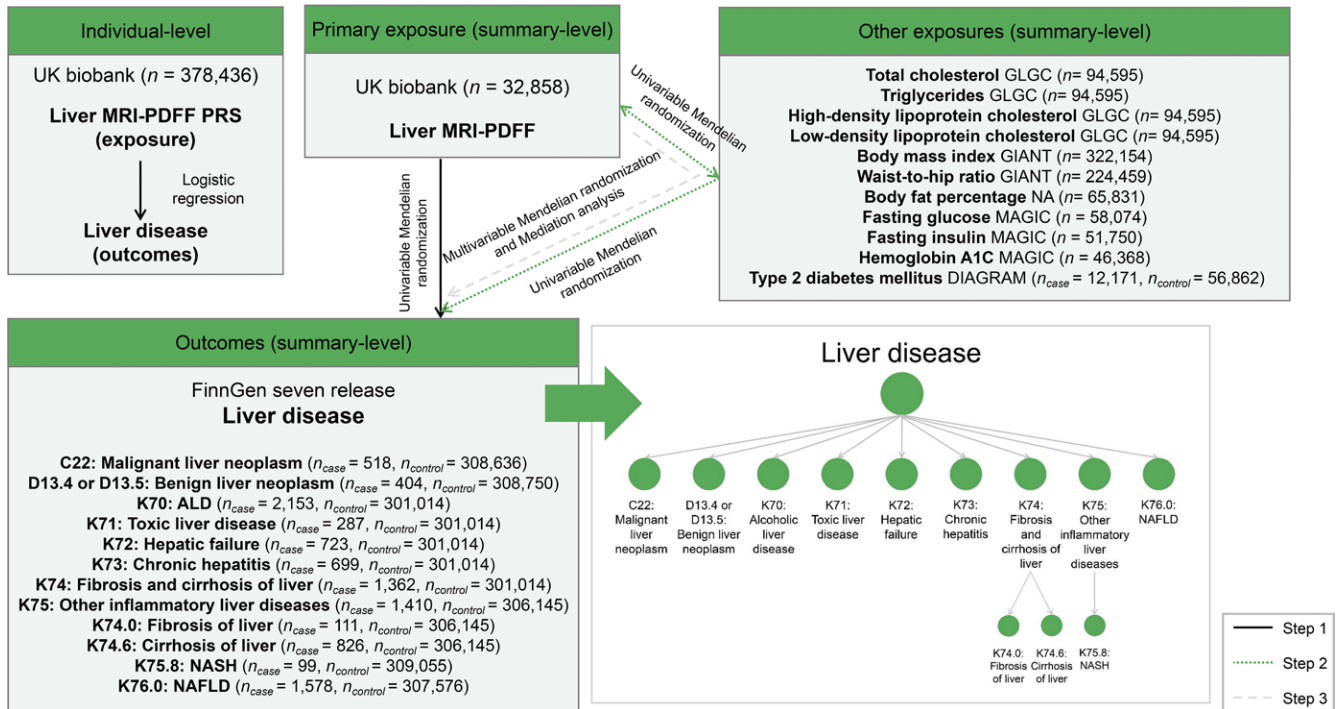 Individual-level
UK biobank (n = 378,436)
Liver MRI-PDFF PRS
(exposure)
Logistic
regression
Liver disease
(outcomes)
Primary exposure (summary-level)
UK biobank (n = 32,858)
Liver MRI-PDFF
Univariable Mendelian
randomization
Multivariable Mendelian randomization
and Mediation analysis
Univariable Mendelian
randomization
Univariable Mendelian
randomization
Other exposures (summary-level)
Total cholesterol GLGC (n= 94,595)
Triglycerides GLGC (n= 94,595)
High-density lipoprotein cholesterol GLGC (n= 94,595)
Low-density lipoprotein cholesterol GLGC (n= 94,595)
Body mass index GIANT (n= 322,154)
Waist-to-hip ratio GIANT (n= 224,459)
Body fat percentage NA (n= 65,831)
Fasting glucose MAGIC (n = 58,074)
Fasting insulin MAGIC (n = 51,750)
Hemoglobin A1C MAGIC (n = 46,368)
Type 2 diabetes mellitus DIAGRAM (ncase = 12,171, ncontrol = 56,862)
Outcomes (summary-level)
FinnGen seven release
Liver disease
C22: Malignant liver neoplasm (ncase = 518, ncontrol = 308,636)
D13.4 or D13.5: Benign liver neoplasm (ncase = 404, ncontrol = 308,750)
K70: ALD (ncase = 2,153, ncontrol = 301,014)
K71: Toxic liver disease (ncase = 287, ncontrol = 301,014)
K72: Hepatic failure (ncase = 723, ncontrol = 301,014)
K73: Chronic hepatitis (ncase = 699, ncontrol = 301,014)
K74: Fibrosis and cirrhosis of liver (ncase = 1,362, ncontrol = 301,014)
K75: Other inflammatory liver diseases (ncase = 1,410, ncontrol = 306,145)
K74.0: Fibrosis of liver (ncase = 111, ncontrol = 306,145)
K74.6: Cirrhosis of liver (ncase = 826, ncontrol = 306,145)
K75.8: NASH (ncase = 99, ncontrol = 309,055)
K76.0: NAFLD (ncase = 1,578, ncontrol = 307,576)
Liver disease
C22:
Malignant
liver
neoplasm
D13.4 or
D13.5:
Benign liver
neoplasm
K70:
Alcoholic
liver
disease
K71:
Toxic liver
disease
K72:
Hepatic
failure
K73:
Chronic
hepatitis
K74:
Fibrosis
and
cirrhosis of
liver
K75:
Other
inflammatory
liver
diseases
K76.0:
NAFLD
K74.0:
Fibrosis
of liver
K74.6:
Cirrhosis
of liver
K75.8:
NASH
Step 1
Step 2
Step 3